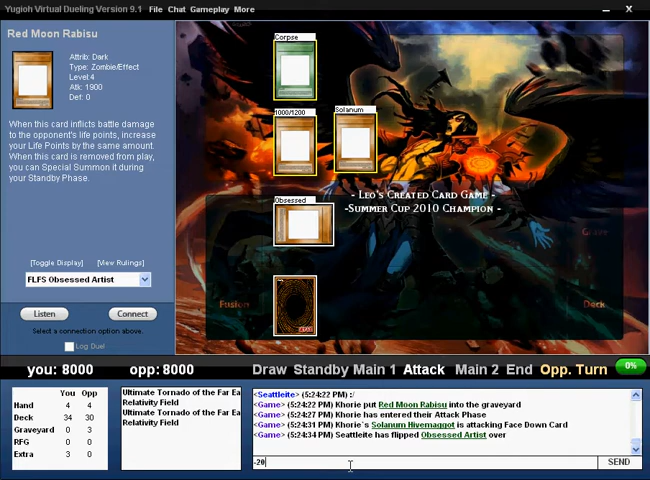 Yugioh Virtual Dueling Version 9.1 File Chat Gameplay More
Red Moon Rabisu
Attrib: Dark
Type: Zombie/Effect
Level:4
Atk: 1900
Def: 0
When this card inflicts battle damage
to the opponent's life points, increase
your Life Points by the same amount.
When this card is removed from play,
you can Special Summon it during
your Standby Phase.
[Toggle Display] [View Rulings]
FLFS Obsessed Artist
Listen Connect
Select a connection option above.
Log Duel
Corpse
1000/1200
Solanum
- Leo's Created Card Game -
-Summer Cup 2010 Champion -
Obsessed
Grave
Fusion
Deck
you: 8000 opp: 8000 Draw Standby Main 1 Attack Main 2 End Opp. Turn 0%
You Opp
Hand 4 4
Deck 34 30
Graveyard 0 3
RFG 0 0
Extra 3 0
Ultimate Tornado of the Far Ea
Relativity Field
Ultimate Tornado of the Far Ea
Relativity Field
<Seattleite> (5:24:22 PM) :/
<Game> (5:24:22 PM) Khorie put Red Moon Rabisu into the graveyard
<Game> (5:24:27 PM) Khorie has entered their Attack Phase
<Game> (5:24:31 PM) Khorie`s Solanum Hivemaggot is attacking Face Down Card
<Game> (5:24:34 PM) Seattleite has flipped Obsessed Artist over
-20
SEND